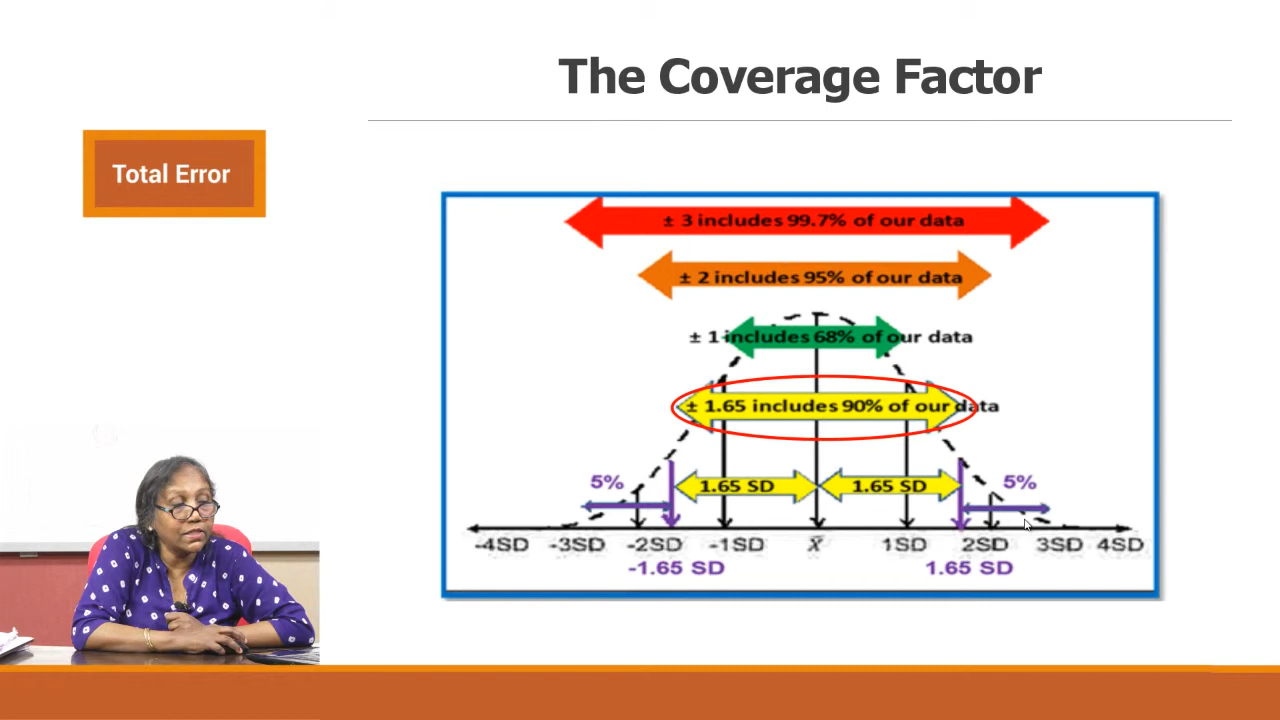 The Coverage Factor
Total Error
± 3 includes 99.7% of our data
± 2 includes 95% of our data
± 1 includes 68% of our data
± 1.65 includes 90% of our data
5%
1.65 SD
1.65 SD
5%
-4SD -3SD -2SD -1SD x̄ 1SD 2SD 3SD 4SD
-1.65 SD
1.65 SD